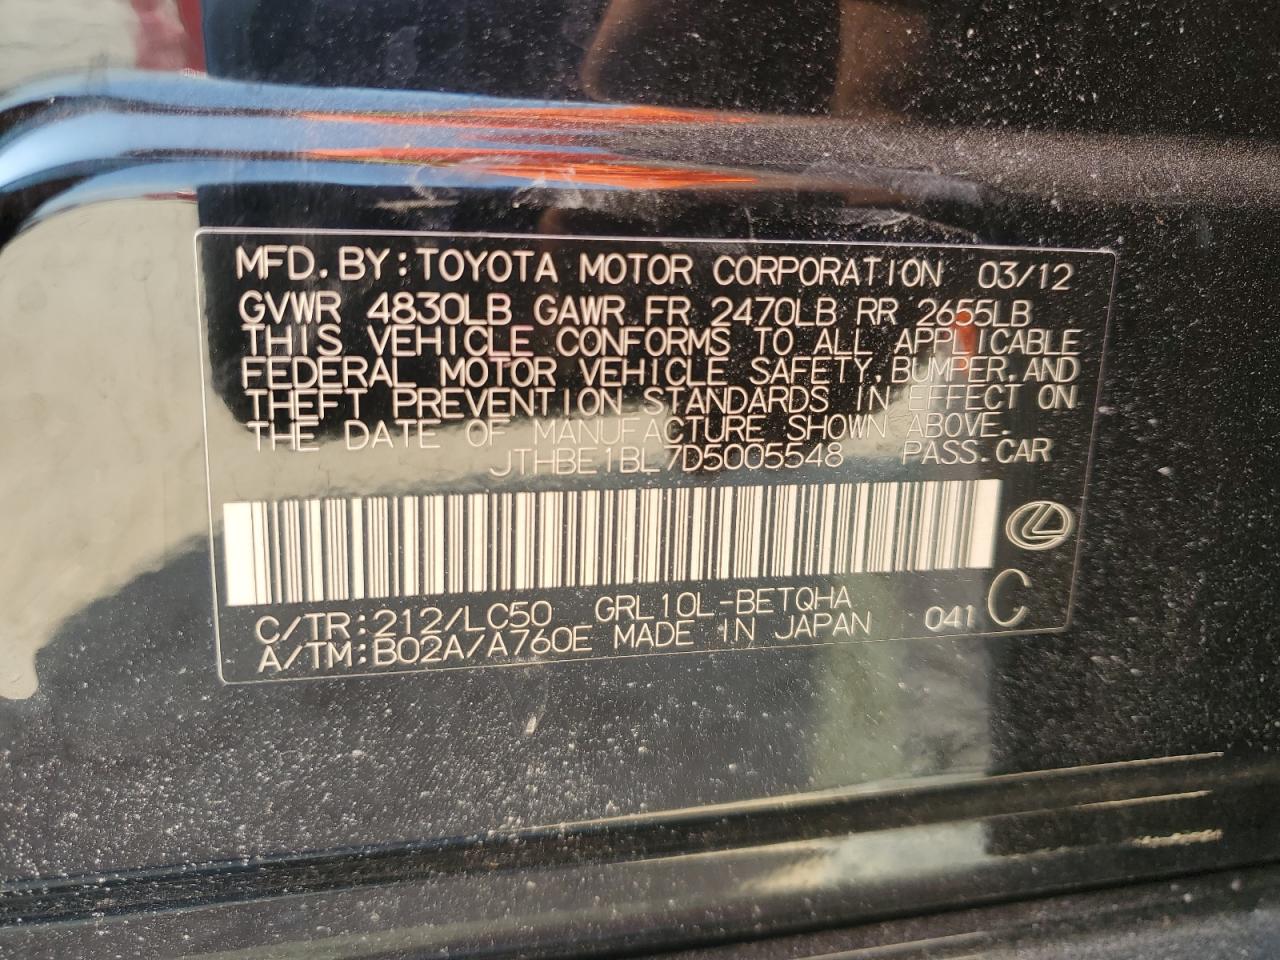 MFD.BY:TOYOTA MOTOR CORPORATION 03/12
GVWR 4830LB GAWR FR 2470LB RR 2655LB
THIS VEHICLE CONFORMS TO ALL APPLICABLE
FEDERAL MOTOR VEHICLE SAFETY,BUMPER,AND
THEFT PREVENTION STANDARDS IN EFFECT ON
THE DATE OF MANUFACTURE SHOWN ABOVE.
JTHBE1BL7D5005548 PASS.CAR
C/TR:212/LC50 GRL10L-BETQHA
A/TM:B02A/A760E MADE IN JAPAN 041 C